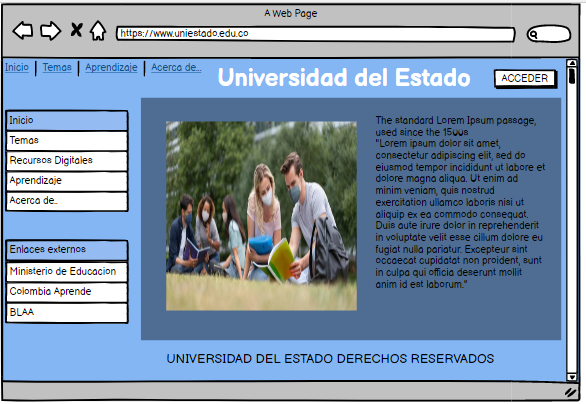 A Web Page
https://www.uniestado.edu.co
Inicio Temas Aprendizaje Acerca de...
Universidad del Estado
ACCEDER
Inicio
Temas
Recursos Digitales
Aprendizaje
Acerca de..
Enlaces externos
Ministerio de Educacion
Colombia Aprende
BLAA
The standard Lorem Ipsum passage,
used since the 1500s
"Lorem ipsum dolor sit amet,
consectetur adipiscing elit, sed do
eiusmod tempor incididunt ut labore et
dolore magna aliqua. Ut enim ad
minim veniam, quis nostrud
exercitation ullamco laboris nisi ut
aliquip ex ea commodo consequat.
Duis aute irure dolor in reprehenderit
in voluptate velit esse cillum dolore eu
fugiat nulla pariatur. Excepteur sint
occaecat cupidatat non proident, sunt
in culpa qui officia deserunt mollit
anim id est laborum."
UNIVERSIDAD DEL ESTADO DERECHOS RESERVADOS